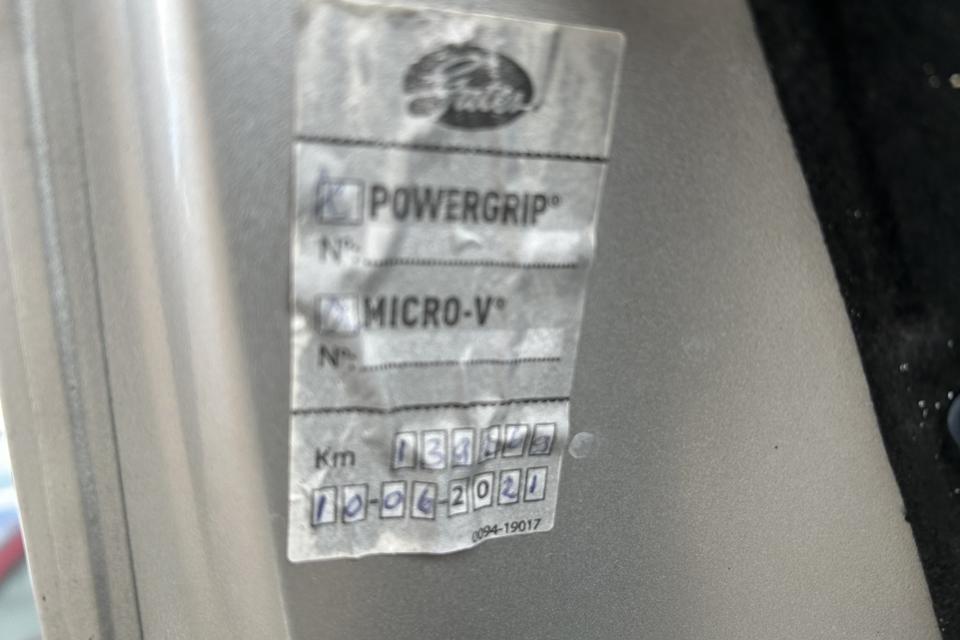 Gates
POWERGRIP®
N°:
MICRO-V®
N°:
Km
10-06-2021
0094-19017